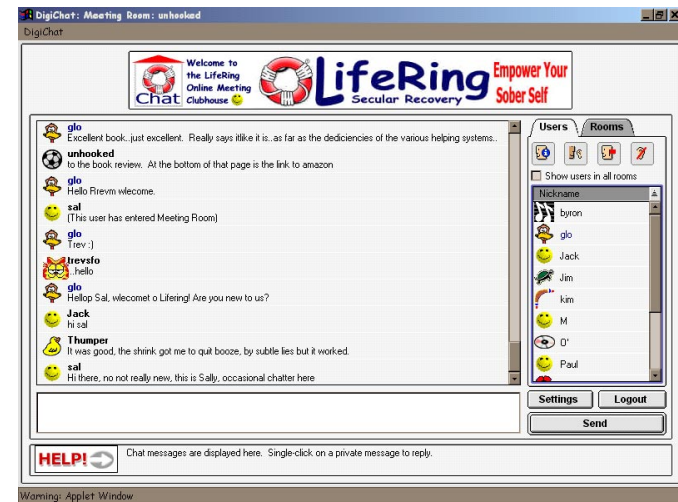 DigiChat: Meeting Room: unhooked
DigiChat
Welcome to
the LifeRing
Online Meeting
Clubhouse
Chat
LifeRing
Secular Recovery
Empower Your
Sober Self
glo
Excellent book..just excellent. Really says itlike it is..as far as the dediciencies of the various helping systems..
unhooked
to the book review. At the bottom of that page is the link to amazon
glo
Hello Rrevm wlecome.
sal
(This user has entered Meeting Room)
glo
Trev :)
trevsfo
..hello
glo
Hellop Sal, wlecomet o Lifering! Are you new to us?
Jack
hi sal
Thumper
It was good, the shrink got me to quit booze, by subtle lies but it worked.
sal
Hi there, no not really new, this is Sally, occasional chatter here
Users
Rooms
Show users in all rooms
Nickname
byron
glo
Jack
Jim
kim
M
O'
Paul
Settings
Logout
Send
HELP!
Chat messages are displayed here. Single-click on a private message to reply.
Warning: Applet Window